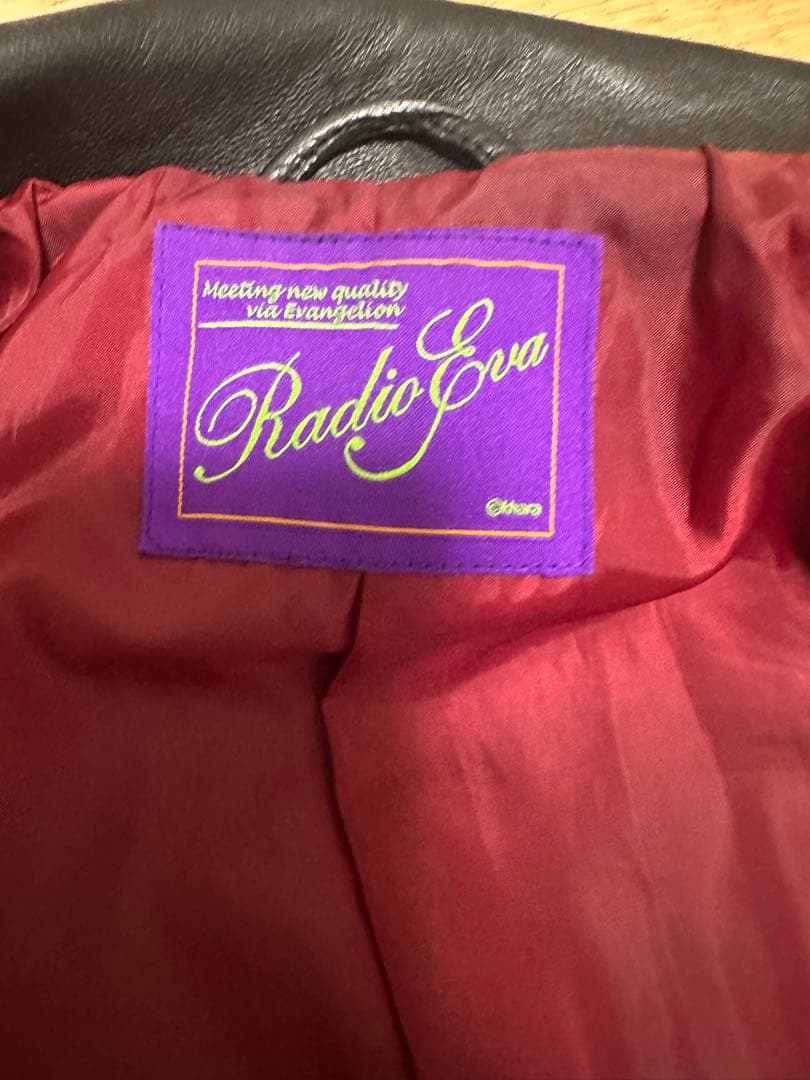 Meeting new quality
via Evangelion
Radio Eva
©khara